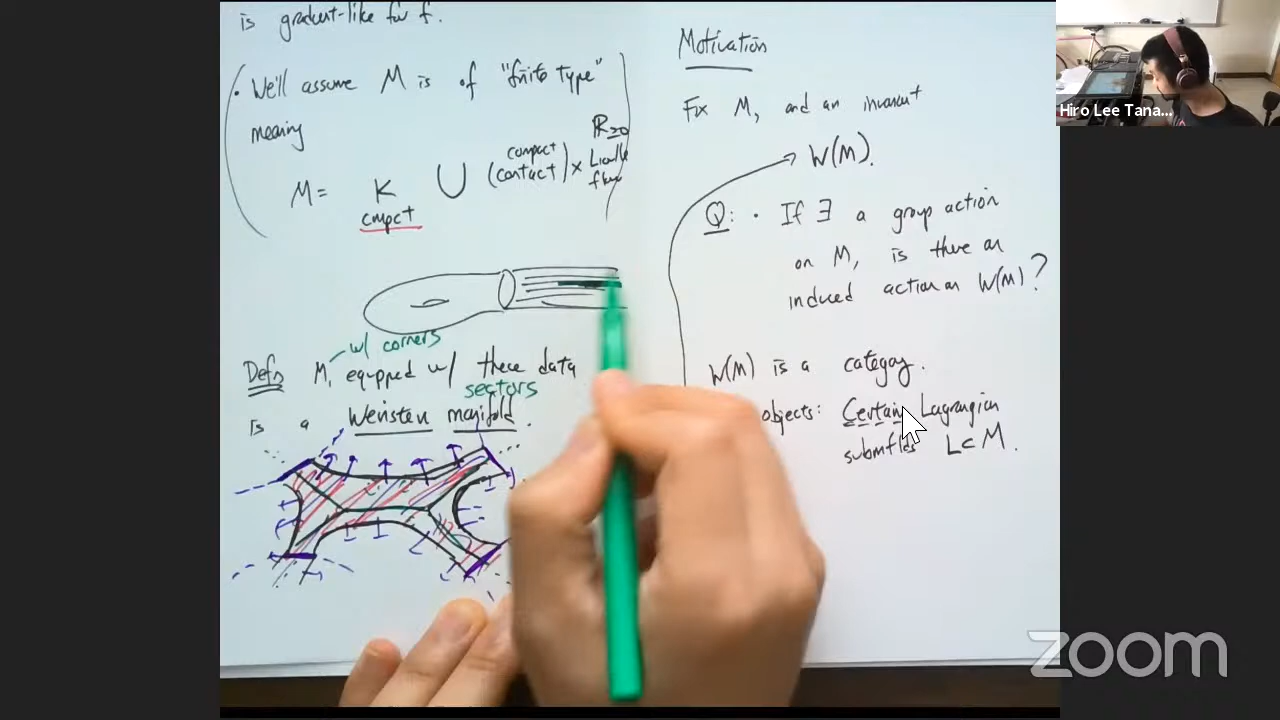 is gradient-like for f.
• We'll assume M is of "finite type"
meaning
M = K ∪ (contact) × Liouville flow
cmpct
compact
ℝ≥0
Defn M, equipped w/ these data
w/ corners
sectors
is a Weinstein manifold.
Motivation
Fix M, and an invariant
W(M).
Q: • If ∃ a group action
on M, is there an
induced action on W(M)?
W(M) is a category.
objects: Certain Lagrangian
submflds L⊂M.
Hiro Lee Tana...
zoom